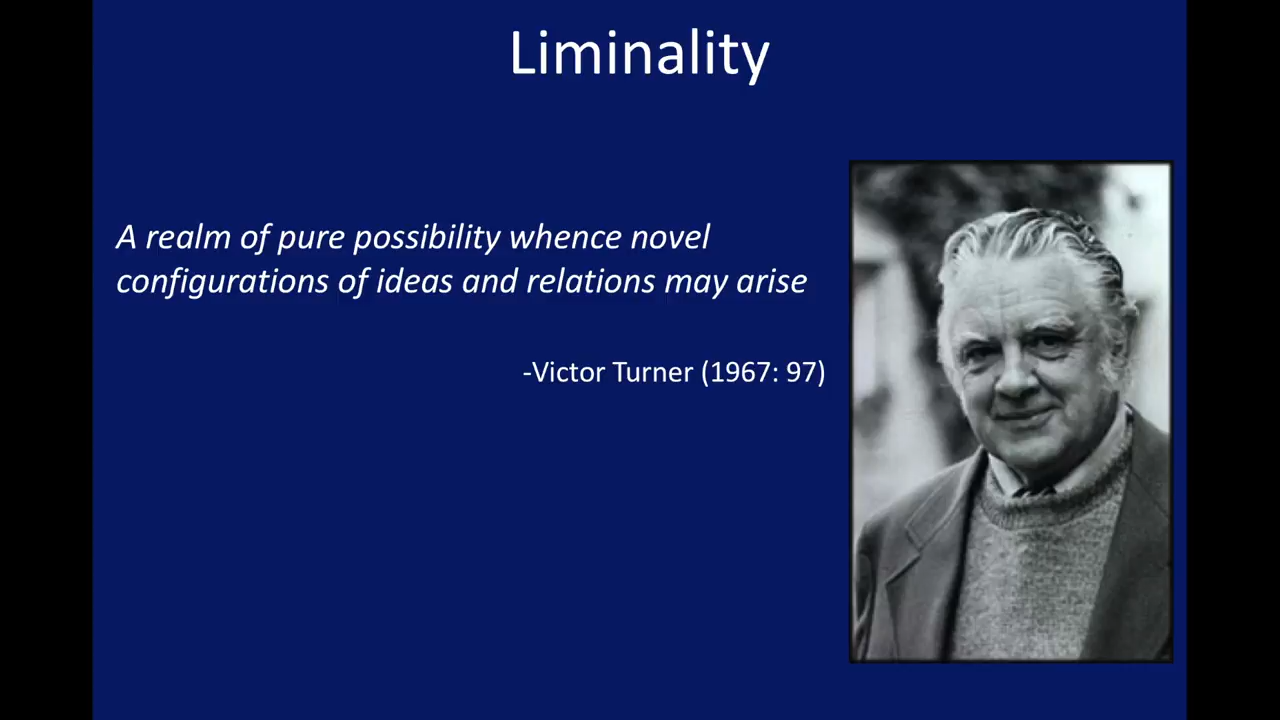 Liminality
A realm of pure possibility whence novel
configurations of ideas and relations may arise
-Victor Turner (1967: 97)